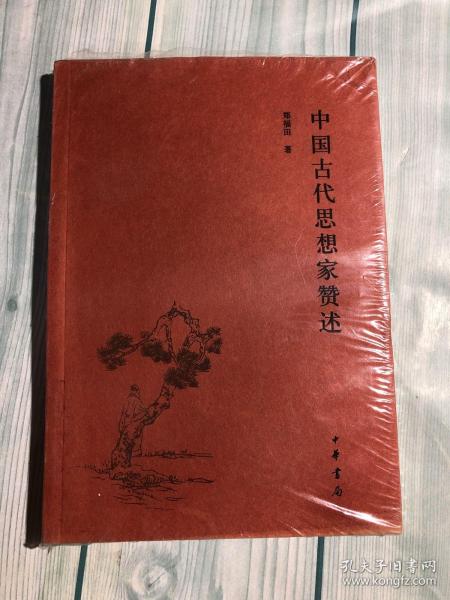 中国古代思想家赞述
郑福田 著
中华书局
孔夫子旧书网
www.kongfz.com